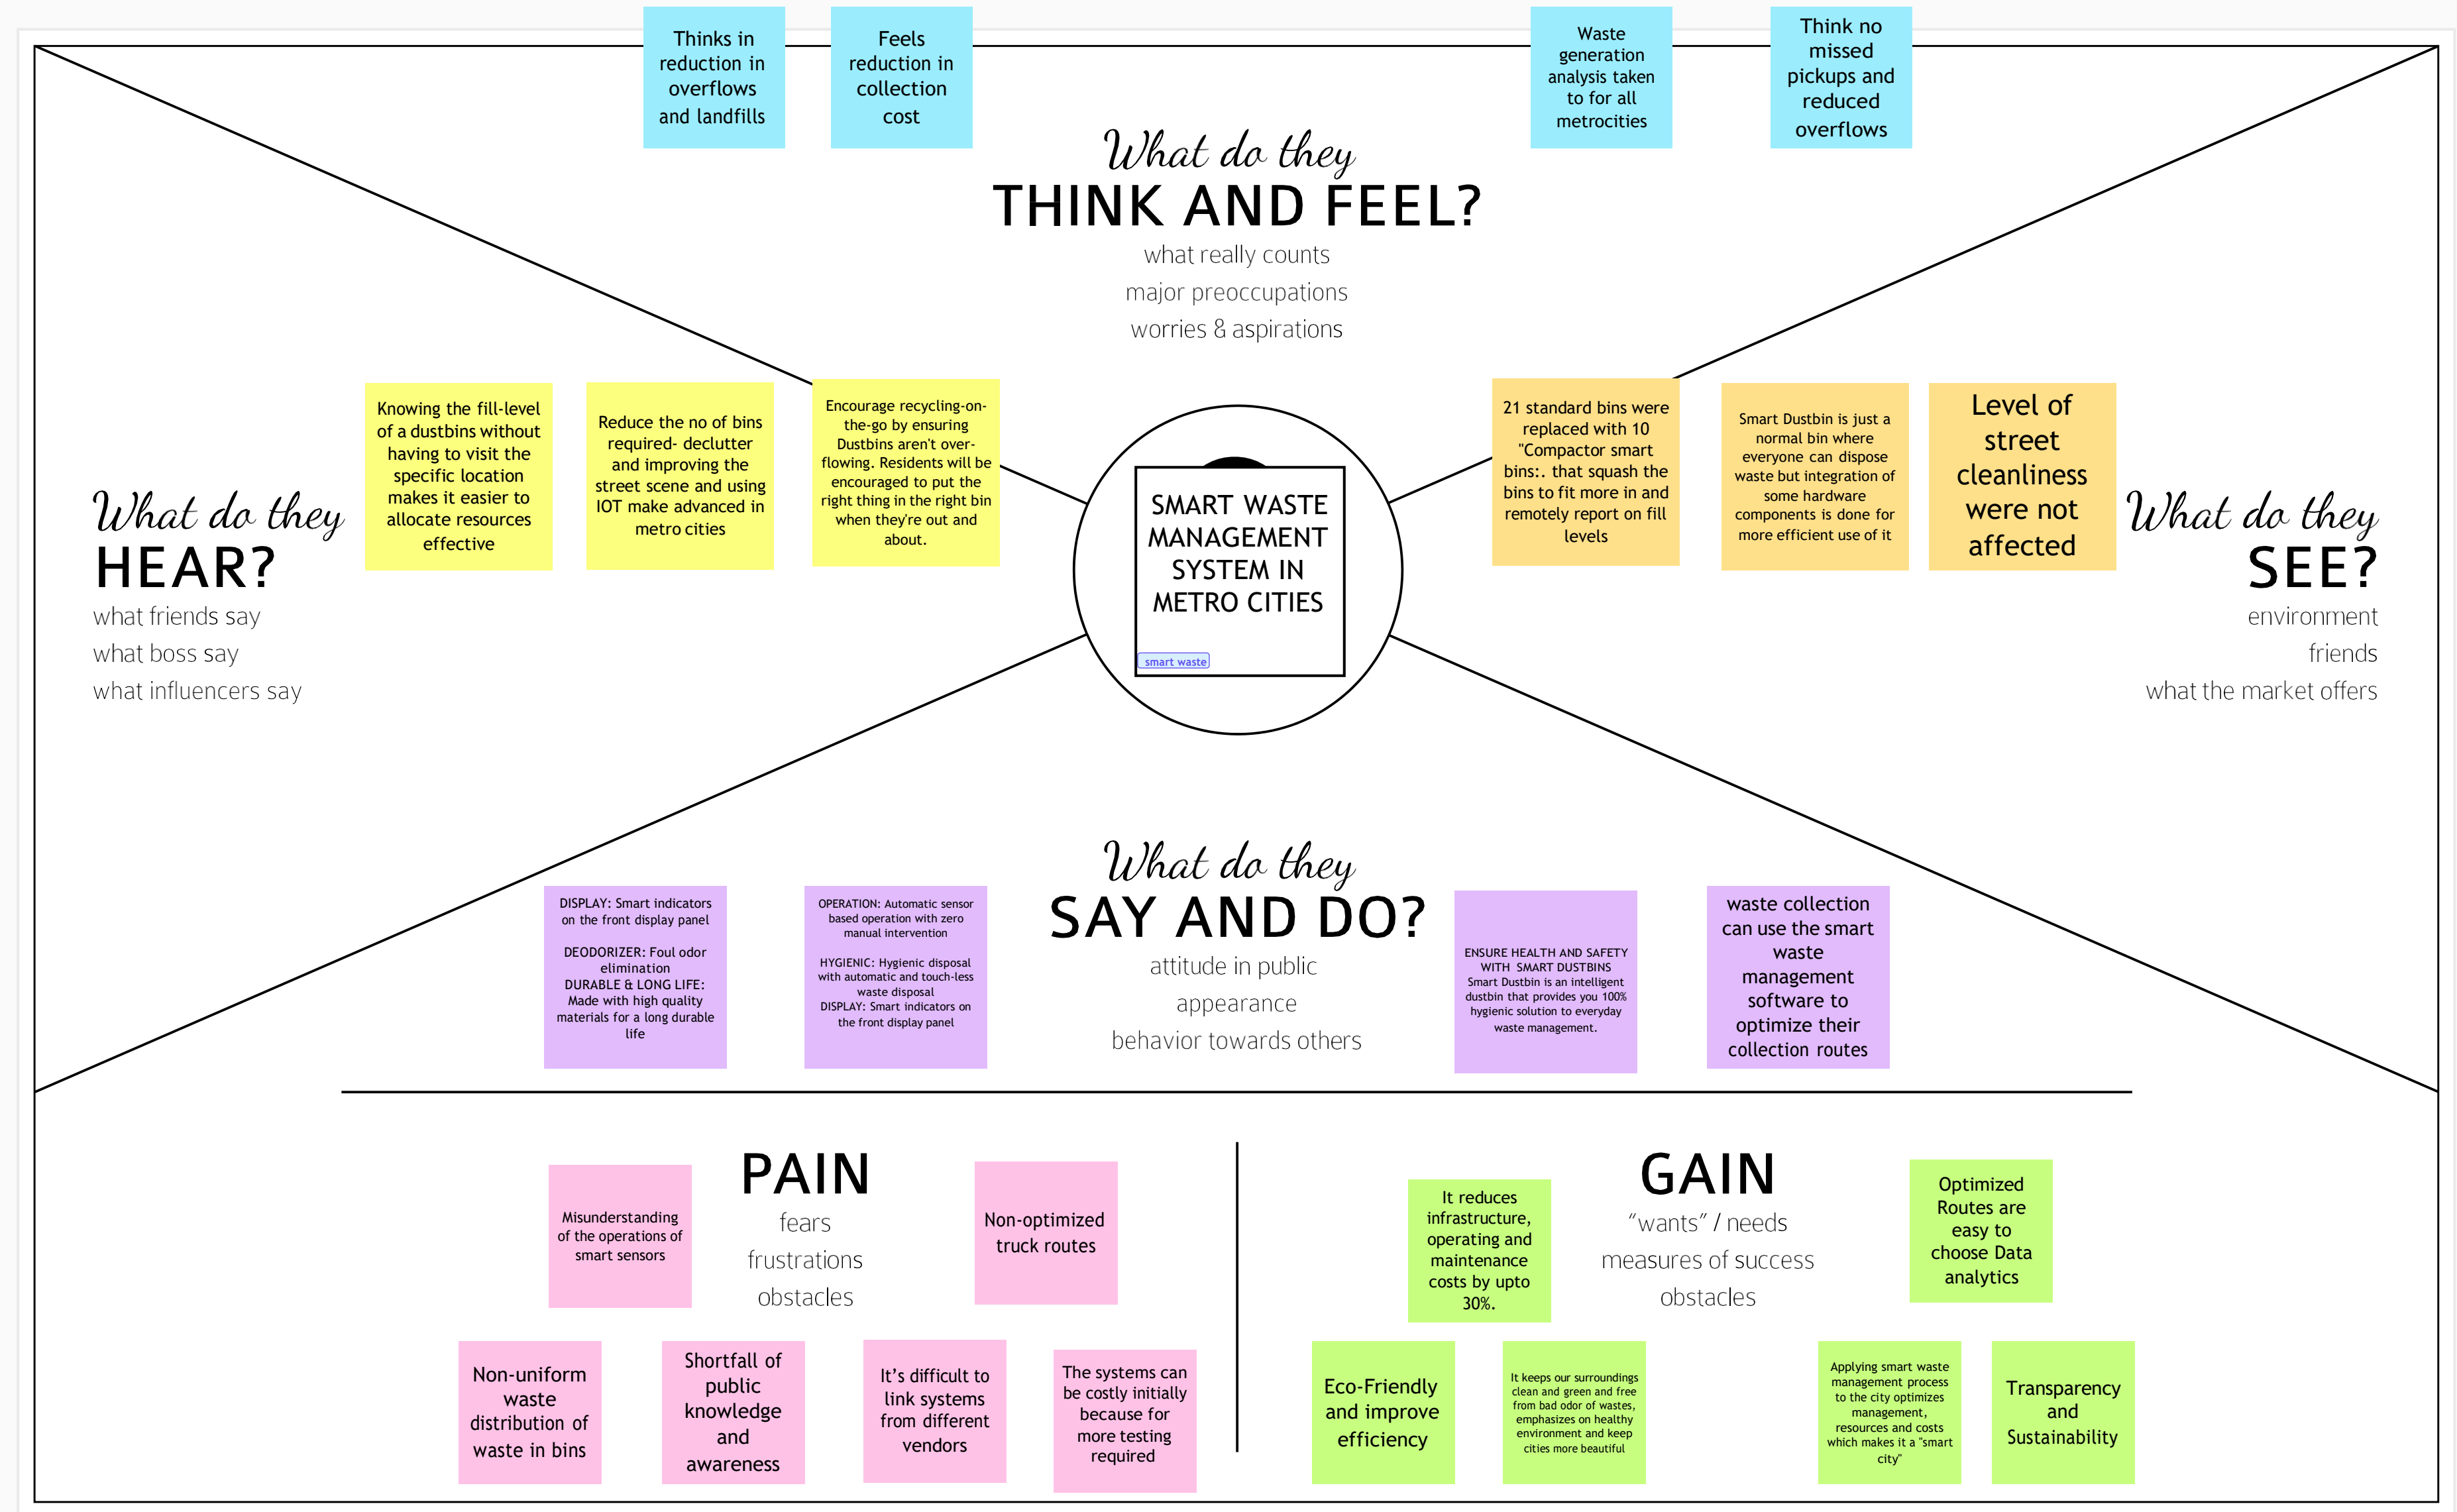 Thinks in
reduction in
overflows
and landfills
Feels
reduction in
collection
cost
Waste
generation
analysis taken
to for all
metrocities
Think no
missed
pickups and
reduced
overflows
What do they
THINK AND FEEL?
what really counts
major preoccupations
worries & aspirations
What do they
HEAR?
what friends say
what boss say
what influencers say
Knowing the fill-level
of a dustbins without
having to visit the
specific location
makes it easier to
allocate resources
effective
Reduce the no of bins
required- declutter
and improving the
street scene and using
IOT make advanced in
metro cities
Encourage recycling-on-
the-go by ensuring
Dustbins aren't over-
flowing. Residents will be
encouraged to put the
right thing in the right bin
when they're out and
about.
SMART WASTE
MANAGEMENT
SYSTEM IN
METRO CITIES
smart waste
21 standard bins were
replaced with 10
"Compactor smart
bins:. that squash the
bins to fit more in and
remotely report on fill
levels
Smart Dustbin is just a
normal bin where
everyone can dispose
waste but integration of
some hardware
components is done for
more efficient use of it
Level of
street
cleanliness
were not
affected
What do they
SEE?
environment
friends
what the market offers
What do they
SAY AND DO?
attitude in public
appearance
behavior towards others
DISPLAY: Smart indicators
on the front display panel
DEODORIZER: Foul odor
elimination
DURABLE & LONG LIFE:
Made with high quality
materials for a long durable
life
OPERATION: Automatic sensor
based operation with zero
manual intervention
HYGIENIC: Hygienic disposal
with automatic and touch-less
waste disposal
DISPLAY: Smart indicators on
the front display panel
ENSURE HEALTH AND SAFETY
WITH SMART DUSTBINS
Smart Dustbin is an intelligent
dustbin that provides you 100%
hygienic solution to everyday
waste management.
waste collection
can use the smart
waste
management
software to
optimize their
collection routes
PAIN
fears
frustrations
obstacles
Misunderstanding
of the operations of
smart sensors
Non-optimized
truck routes
Non-uniform
waste
distribution of
waste in bins
Shortfall of
public
knowledge
and
awareness
It's difficult to
link systems
from different
vendors
The systems can
be costly initially
because for
more testing
required
GAIN
“wants” / needs
measures of success
obstacles
It reduces
infrastructure,
operating and
maintenance
costs by upto
30%.
Optimized
Routes are
easy to
choose Data
analytics
Eco-Friendly
and improve
efficiency
It keeps our surroundings
clean and green and free
from bad odor of wastes,
emphasizes on healthy
environment and keep
cities more beautiful
Applying smart waste
management process
to the city optimizes
management,
resources and costs
which makes it a "smart
city"
Transparency
and
Sustainability